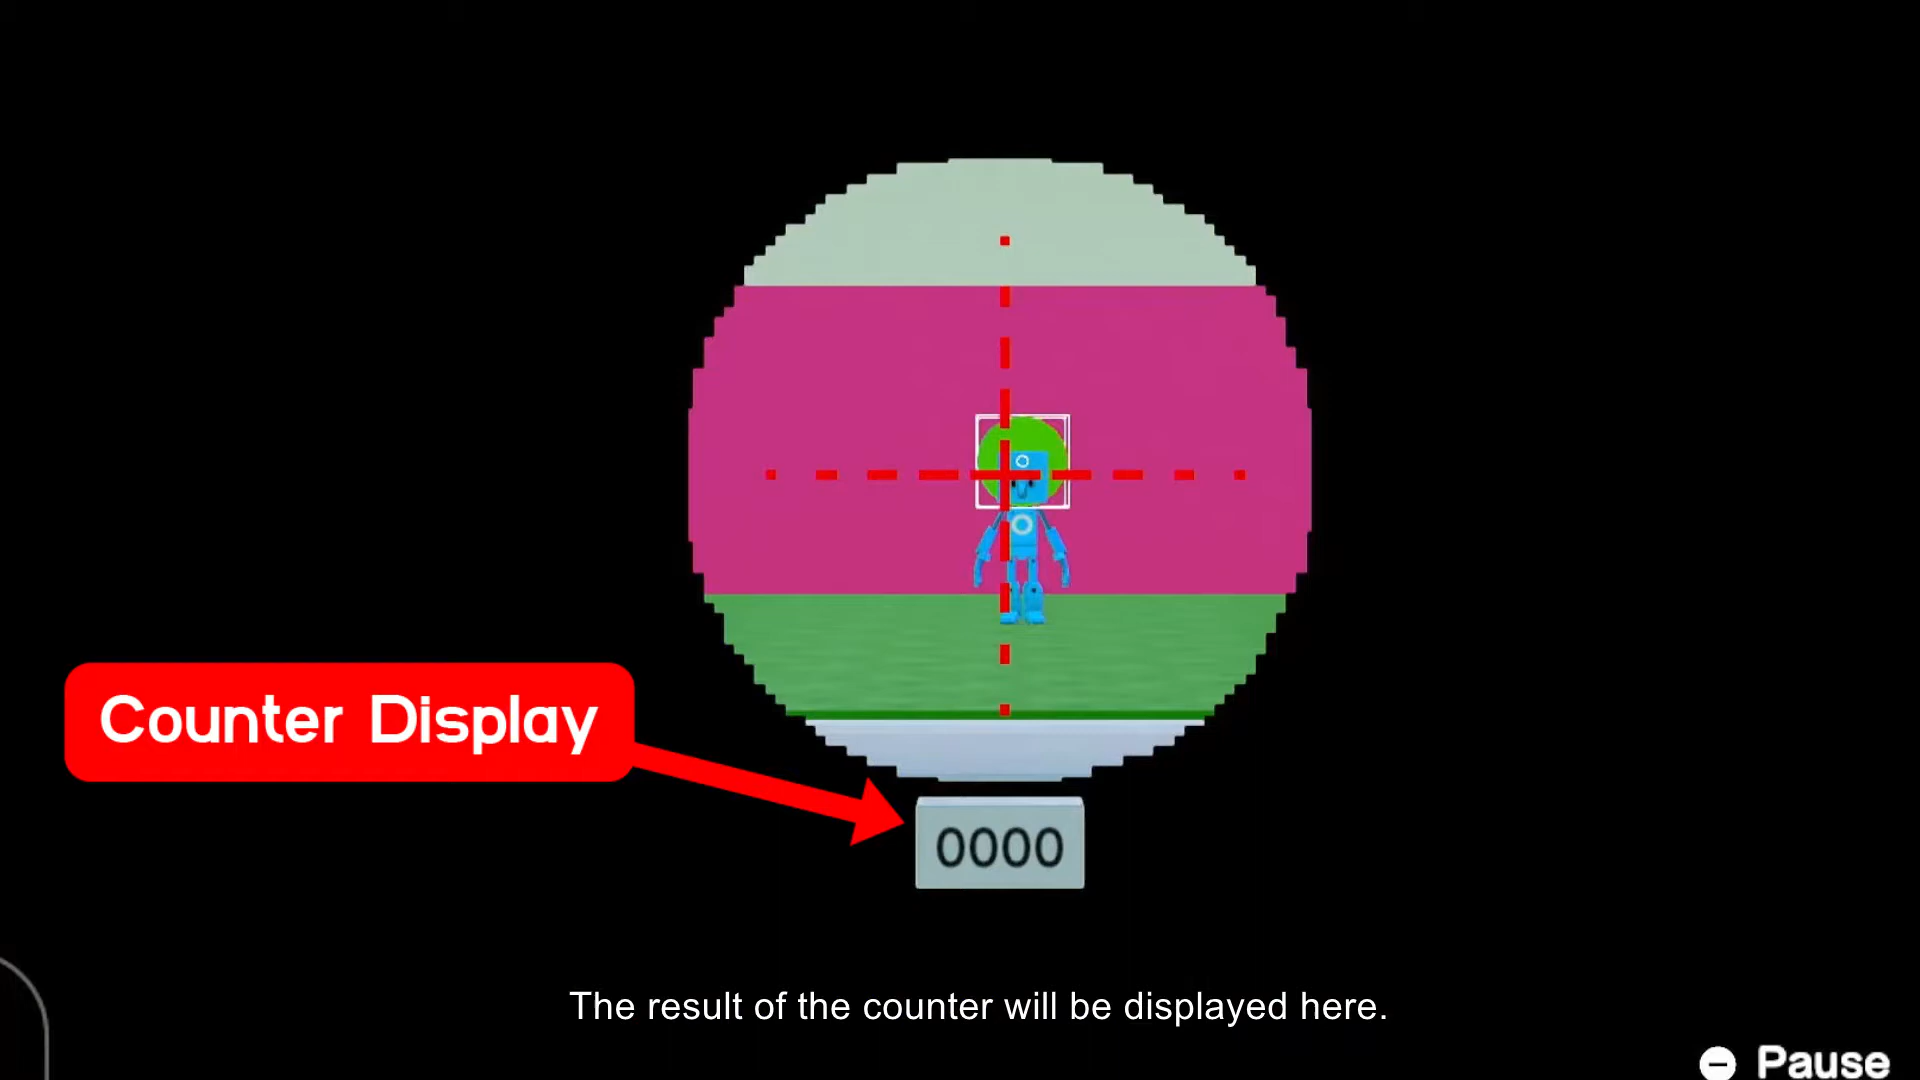 Counter Display
0000
The result of the counter will be displayed here.
Pause